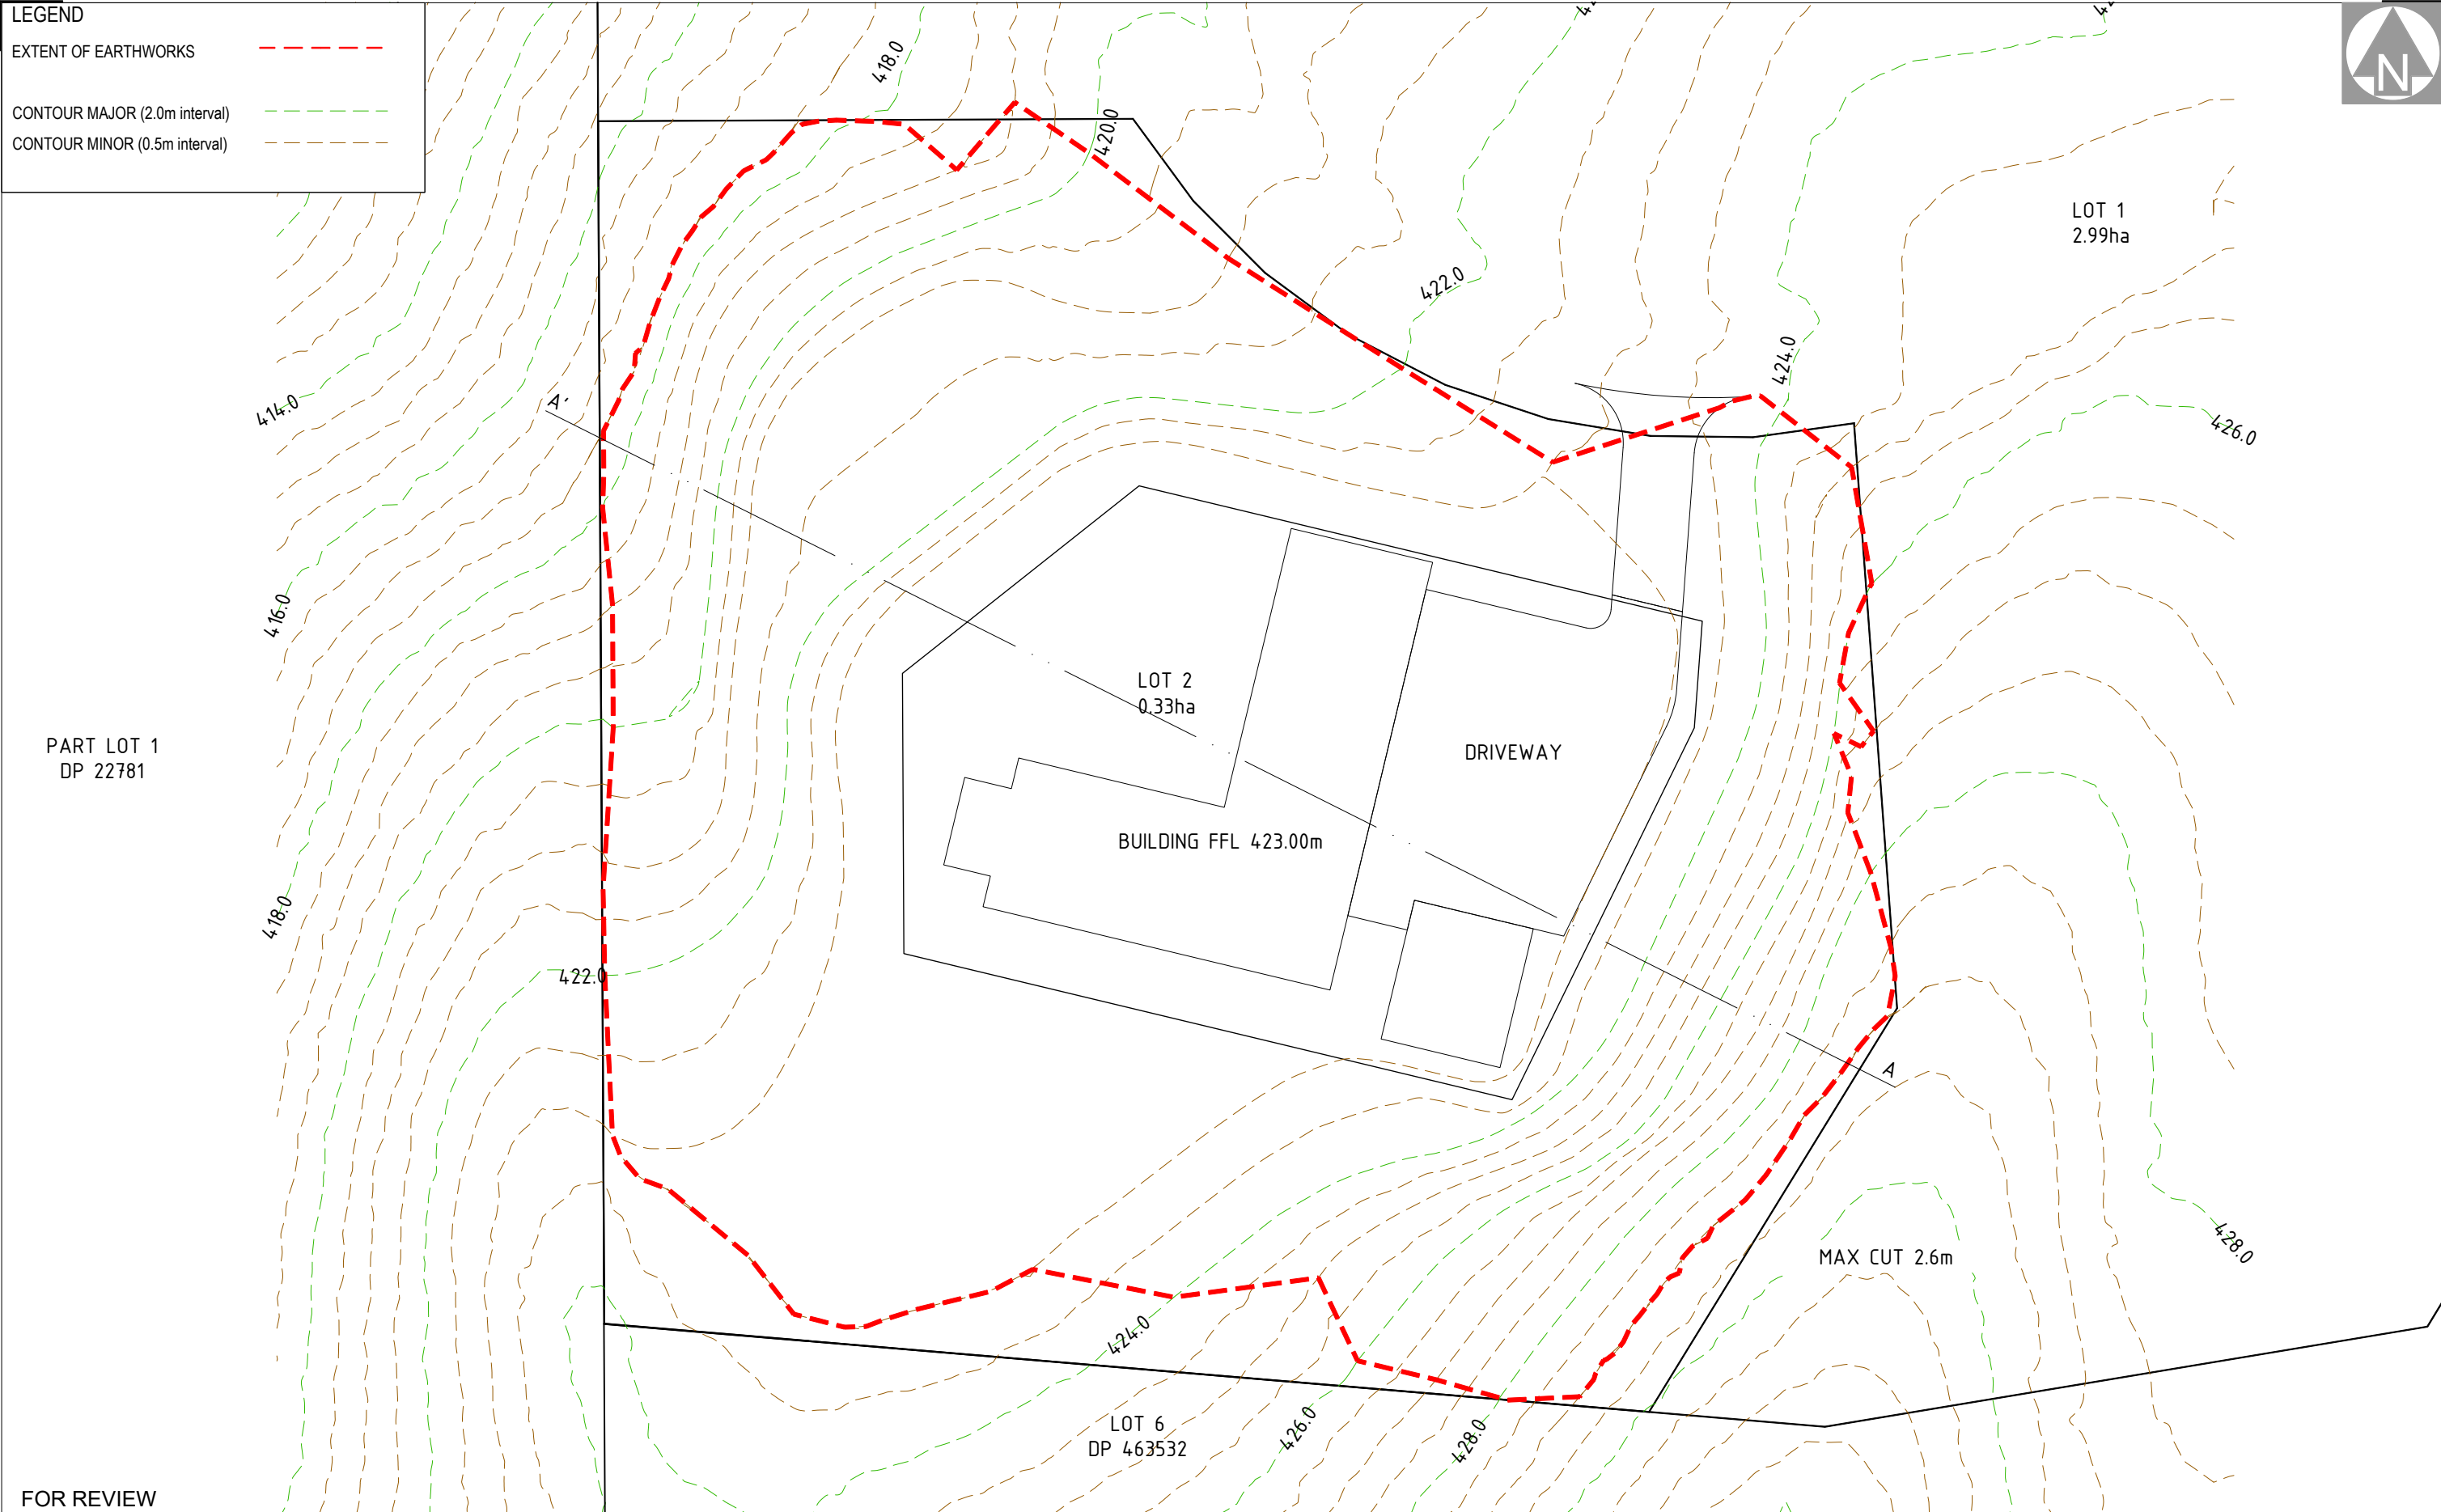 LEGEND
EXTENT OF EARTHWORKS
CONTOUR MAJOR (2.0m interval)
CONTOUR MINOR (0.5m interval)
N
418.0
420.0
LOT 1
2.99ha
422.0
424.0
414.0
A'
426.0
416.0
LOT 2
0.33ha
PART LOT 1
DP 22781
DRIVEWAY
BUILDING FFL 423.00m
418.0
422.0
A
428.0
MAX CUT 2.6m
424.0
LOT 6
DP 463532
426.0
428.0
FOR REVIEW